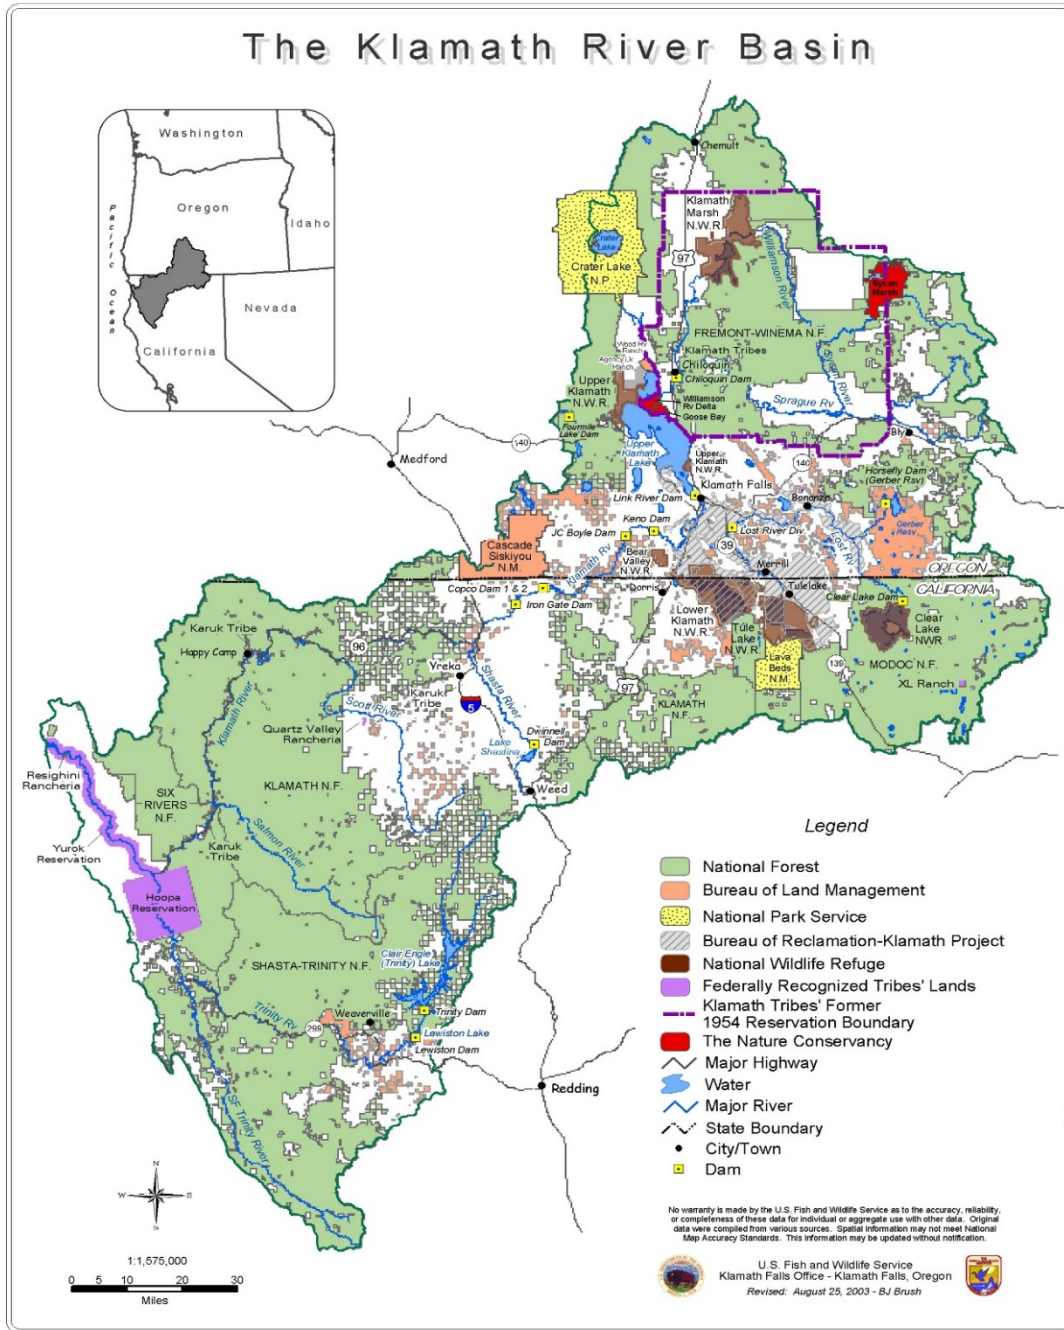 The Klamath River Basin
Washington
Oregon
Idaho
Nevada
California
Pacific Ocean
Chemult
Klamath
Marsh
N.W.R.
Crater
Lake
Crater Lake
N.P.
97
Williamson River
Sycan
Marsh
FREMONT-WINEMA N.F.
Klamath Tribes
Chiloquin
Chiloquin Dam
Wood Rv
Ranch
Agency Lk
Ranch
Upper
Klamath
N.W.R.
Williamson
Rv Delta
Goose Bay
Sycan River
Sprague Rv
Bly
Fourmile
Lake Dam
140
Medford
Upper
Klamath
Lake
Upper
Klamath
N.W.R.
140
Horsefly Dam
(Gerber Rsv)
Klamath Falls
Link River Dam
Bonanza
Keno Dam
JC Boyle Dam
Lost River Div.
Gerber
Resv
Lost Rv
39
Cascade
Siskiyou
N.M.
Klamath Rv
Bear
Valley
N.W.R.
Merrill
OREGON
CALIFORNIA
Copco Dam 1 & 2
Dorris
Tulelake
Clear Lake Dam
Iron Gate Dam
Lower
Klamath
N.W.R.
Tule
Lake
N.W.R.
Clear
Lake
NWR
Karuk Tribe
Happy Camp
96
Lava
Beds
N.M.
139
MODOC N.F.
XL Ranch
Yreka
Karuk
Tribe
Shasta River
97
KLAMATH
N.F.
5
Klamath River
Scott River
Quartz Valley
Rancheria
Dwinnell
Dam
Lake
Shastina
Weed
Resighini
Rancheria
SIX
RIVERS
N.F.
KLAMATH N.F.
Yurok
Reservation
Karuk
Tribe
Salmon River
Hoopa
Reservation
Clair Engle
(Trinity) Lake
SHASTA-TRINITY N.F.
Trinity Rv
Weaverville
Trinity Dam
299
Lewiston Lake
Lewiston Dam
Redding
SF Trinity River
Legend
National Forest
Bureau of Land Management
National Park Service
Bureau of Reclamation-Klamath Project
National Wildlife Refuge
Federally Recognized Tribes' Lands
Klamath Tribes' Former
1954 Reservation Boundary
The Nature Conservancy
Major Highway
Water
Major River
State Boundary
City/Town
Dam
N
W
E
S
1:1,575,000
0 5 10 20 30
Miles
No warranty is made by the U.S. Fish and Wildlife Service as to the accuracy, reliability,
or completeness of these data for individual or aggregate use with other data. Original
data were compiled from various sources. Spatial information may not meet National
Map Accuracy Standards. This information may be updated without notification.
U.S. Fish and Wildlife Service
Klamath Falls Office - Klamath Falls, Oregon
Revised: August 25, 2003 - BJ Brush